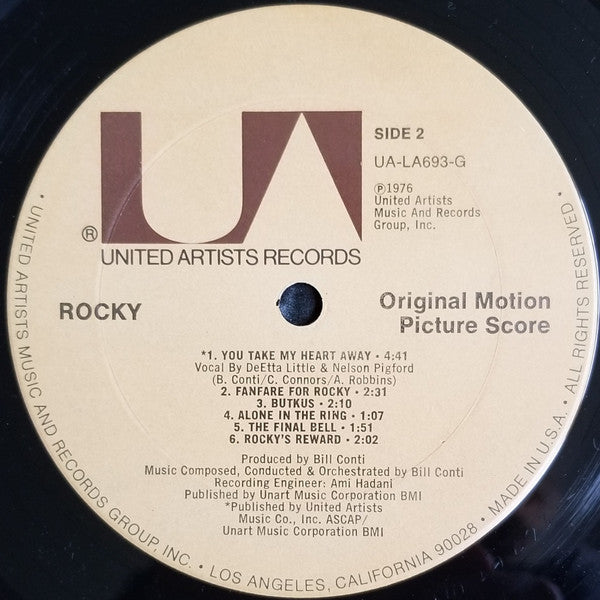 UA
®
UNITED ARTISTS RECORDS
SIDE 2
UA-LA693-G
℗1976
United Artists
Music And Records
Group, Inc.
ROCKY
Original Motion
Picture Score
*1. YOU TAKE MY HEART AWAY • 4:41
Vocal By DeEtta Little & Nelson Pigford
(B. Conti/C. Connors/A. Robbins)
2. FANFARE FOR ROCKY • 2:31
3. BUTKUS • 2:10
4. ALONE IN THE RING • 1:07
5. THE FINAL BELL • 1:51
6. ROCKY'S REWARD • 2:02
Produced by Bill Conti
Music Composed, Conducted & Orchestrated by Bill Conti
Recording Engineer: Ami Hadani
Published by Unart Music Corporation BMI
*Published by United Artists
Music Co., Inc. ASCAP/
Unart Music Corporation BMI
• UNITED ARTISTS MUSIC AND RECORDS GROUP, INC. • LOS ANGELES, CALIFORNIA 90028 • MADE IN U.S.A. • ALL RIGHTS RESERVED •